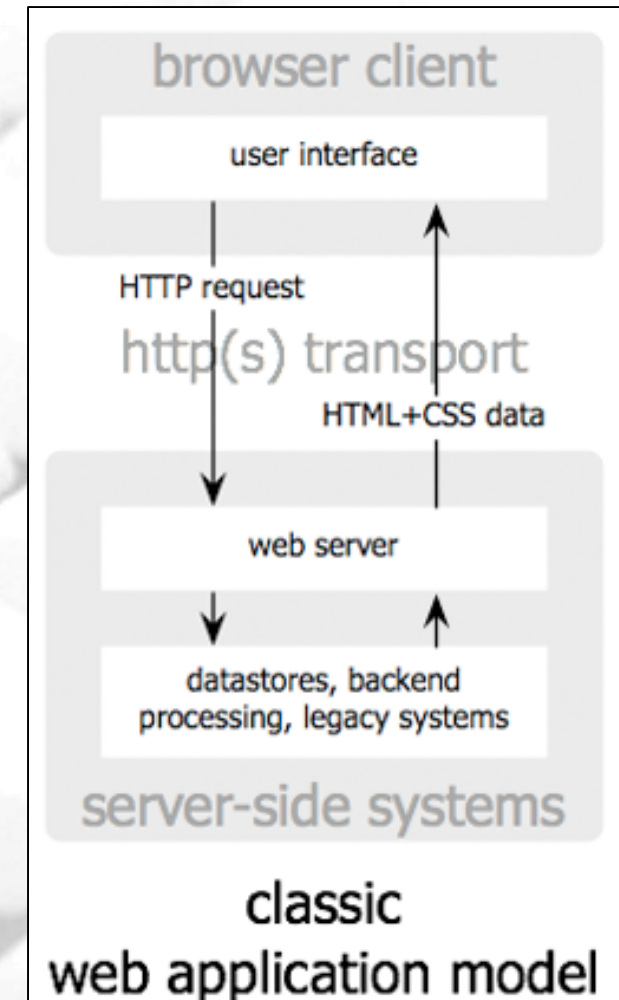 browser client
user interface
HTTP request
http(s) transport
HTML+CSS data
web server
datastores, backend
processing, legacy systems
server-side systems
classic
web application model